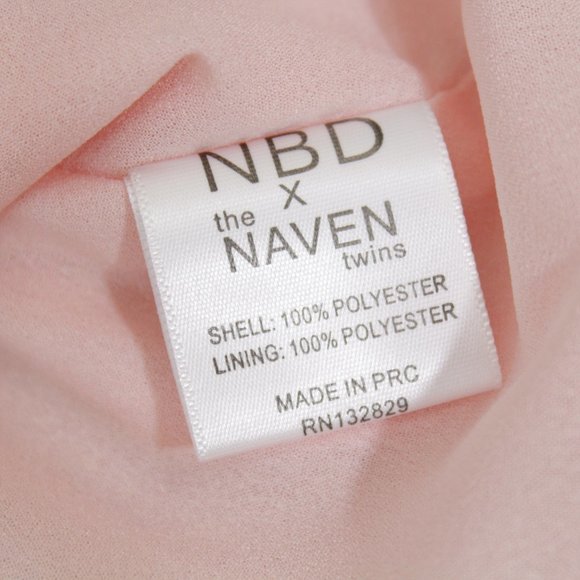 NBD
X
the
NAVEN
twins
SHELL: 100% POLYESTER
LINING: 100% POLYESTER
MADE IN PRC
RN132829